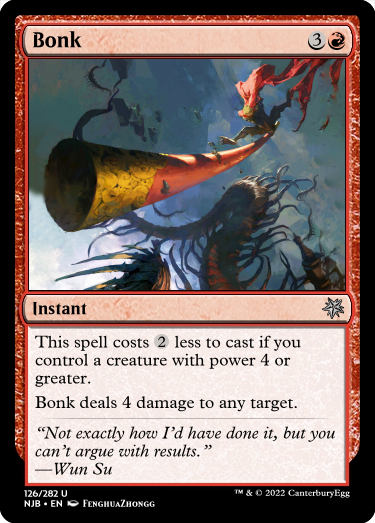 Bonk 3
Instant
This spell costs 2 less to cast if you
control a creature with power 4 or
greater.
Bonk deals 4 damage to any target.
“Not exactly how I’d have done it, but you
can’t argue with results.”
—Wun Su
126/282 U
NJB • EN FenghuaZhongg
™ & © 2022 CanterburyEgg